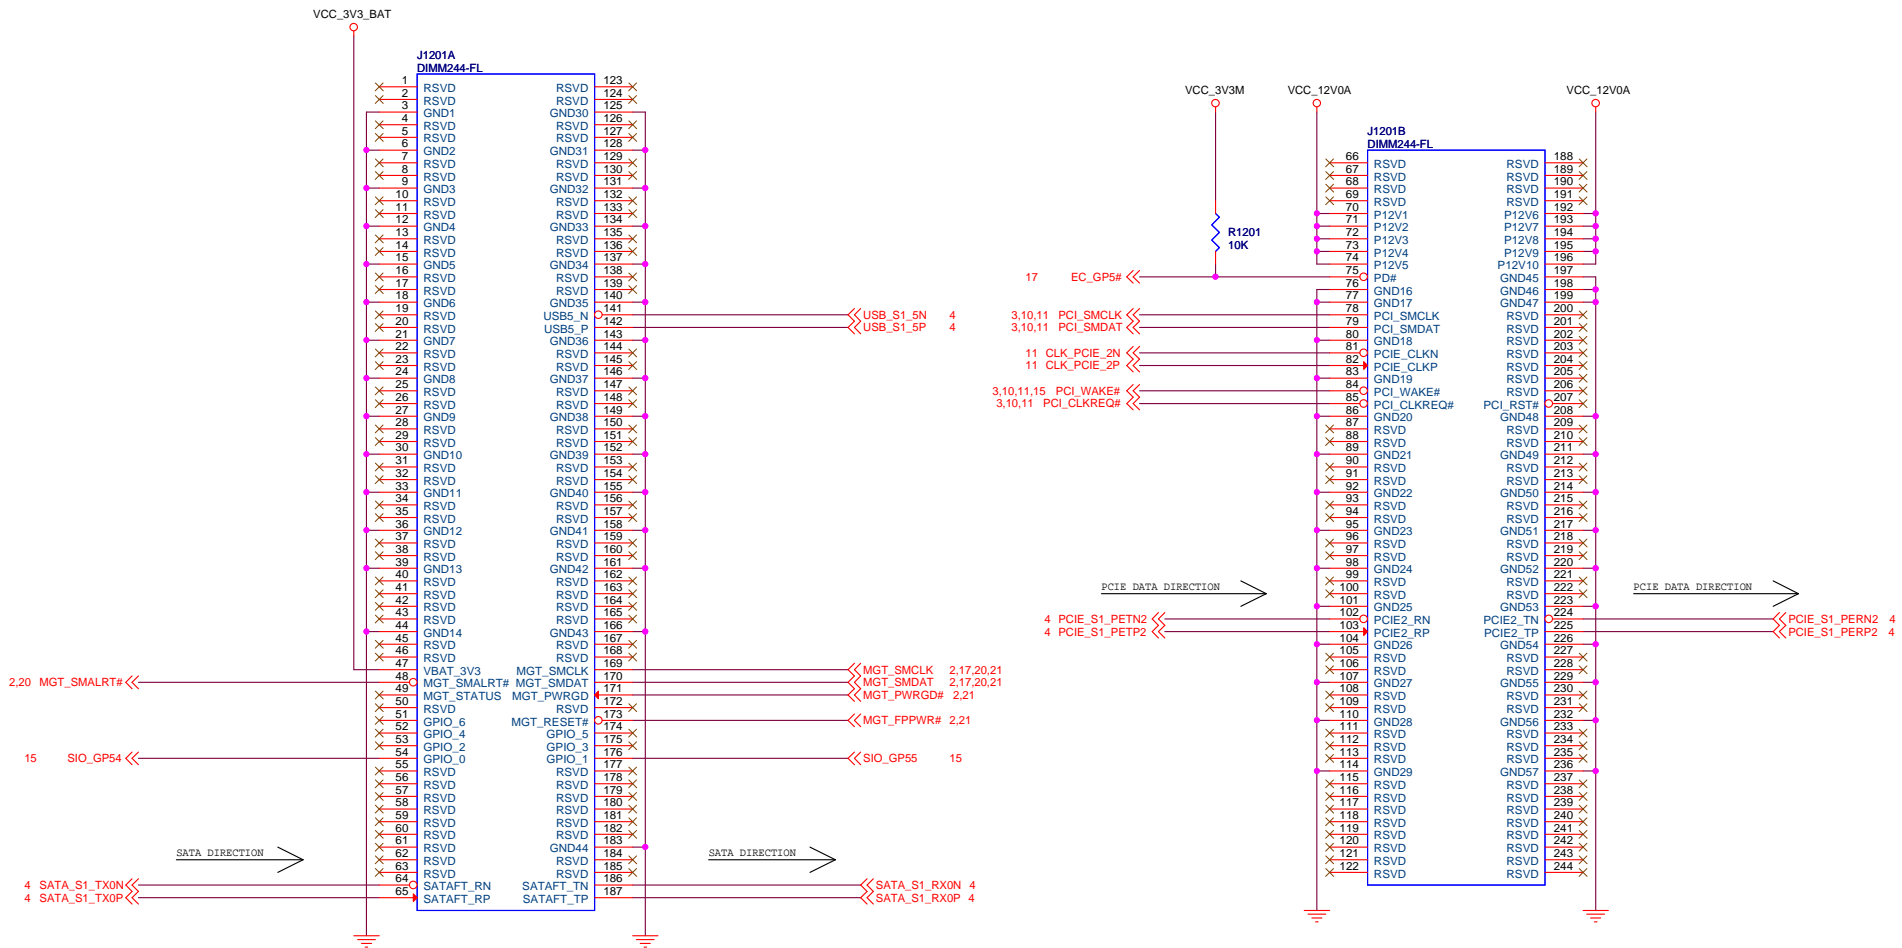 VCC_3V3_BAT
J1201A
DIMM244-FL
1 RSVD RSVD 123
2 RSVD RSVD 124
3 GND1 GND30 125
4 RSVD RSVD 126
5 RSVD RSVD 127
6 GND2 GND31 128
7 RSVD RSVD 129
8 RSVD RSVD 130
9 GND3 GND32 131
10 RSVD RSVD 132
11 RSVD RSVD 133
12 GND4 GND33 134
13 RSVD RSVD 135
14 RSVD RSVD 136
15 GND5 GND34 137
16 RSVD RSVD 138
17 RSVD RSVD 139
18 GND6 GND35 140
19 RSVD USB5_N 141 USB_S1_5N 4
20 RSVD USB5_P 142 USB_S1_5P 4
21 GND7 GND36 143
22 RSVD RSVD 144
23 RSVD RSVD 145
24 GND8 GND37 146
25 RSVD RSVD 147
26 RSVD RSVD 148
27 GND9 GND38 149
28 RSVD RSVD 150
29 RSVD RSVD 151
30 GND10 GND39 152
31 RSVD RSVD 153
32 RSVD RSVD 154
33 GND11 GND40 155
34 RSVD RSVD 156
35 RSVD RSVD 157
36 GND12 GND41 158
37 RSVD RSVD 159
38 RSVD RSVD 160
39 GND13 GND42 161
40 RSVD RSVD 162
41 RSVD RSVD 163
42 RSVD RSVD 164
43 RSVD RSVD 165
44 GND14 GND43 166
45 RSVD RSVD 167
46 RSVD RSVD 168
47 VBAT_3V3 MGT_SMCLK 169 MGT_SMCLK 2,17,20,21
2,20 MGT_SMALRT# 48 MGT_SMALRT# MGT_SMDAT 170 MGT_SMDAT 2,17,20,21
49 MGT_STATUS MGT_PWRGD 171 MGT_PWRGD# 2,21
50 RSVD RSVD 172
51 GPIO_6 MGT_RESET# 173 MGT_FPPWR# 2,21
52 GPIO_4 GPIO_5 174
53 GPIO_2 GPIO_3 175
15 SIO_GP54 54 GPIO_0 GPIO_1 176 SIO_GP55 15
55 RSVD RSVD 177
56 RSVD RSVD 178
57 RSVD RSVD 179
58 RSVD RSVD 180
59 RSVD RSVD 181
60 RSVD RSVD 182
61 RSVD GND44 183
62 RSVD RSVD 184
63 RSVD RSVD 185
SATA DIRECTION SATA DIRECTION
4 SATA_S1_TX0N 64 SATAFT_RN SATAFT_TN 186 SATA_S1_RX0N 4
4 SATA_S1_TX0P 65 SATAFT_RP SATAFT_TP 187 SATA_S1_RX0P 4
VCC_3V3M VCC_12V0A VCC_12V0A
R1201
10K
J1201B
DIMM244-FL
66 RSVD RSVD 188
67 RSVD RSVD 189
68 RSVD RSVD 190
69 RSVD RSVD 191
70 P12V1 P12V6 192
71 P12V2 P12V7 193
72 P12V3 P12V8 194
73 P12V4 P12V9 195
74 P12V5 P12V10 196
17 EC_GP5# 75 PD# GND45 197
76 GND16 GND46 198
77 GND17 GND47 199
3,10,11 PCI_SMCLK 78 PCI_SMCLK RSVD 200
3,10,11 PCI_SMDAT 79 PCI_SMDAT RSVD 201
80 GND18 RSVD 202
11 CLK_PCIE_2N 81 PCIE_CLKN RSVD 203
11 CLK_PCIE_2P 82 PCIE_CLKP RSVD 204
83 GND19 RSVD 205
3,10,11,15 PCI_WAKE# 84 PCI_WAKE# RSVD 206
3,10,11 PCI_CLKREQ# 85 PCI_CLKREQ# PCI_RST# 207
86 GND20 GND48 208
87 RSVD RSVD 209
88 RSVD RSVD 210
89 GND21 GND49 211
90 RSVD RSVD 212
91 RSVD RSVD 213
92 GND22 GND50 214
93 RSVD RSVD 215
94 RSVD RSVD 216
95 GND23 GND51 217
96 RSVD RSVD 218
97 RSVD RSVD 219
98 GND24 GND52 220
99 RSVD RSVD 221
100 RSVD RSVD 222
PCIE DATA DIRECTION PCIE DATA DIRECTION
101 GND25 GND53 223
4 PCIE_S1_PETN2 102 PCIE2_RN PCIE2_TN 224 PCIE_S1_PERN2 4
4 PCIE_S1_PETP2 103 PCIE2_RP PCIE2_TP 225 PCIE_S1_PERP2 4
104 GND26 GND54 226
105 RSVD RSVD 227
106 RSVD RSVD 228
107 GND27 GND55 229
108 RSVD RSVD 230
109 RSVD RSVD 231
110 GND28 GND56 232
111 RSVD RSVD 233
112 RSVD RSVD 234
113 RSVD RSVD 235
114 GND29 GND57 236
115 RSVD RSVD 237
116 RSVD RSVD 238
117 RSVD RSVD 239
118 RSVD RSVD 240
119 RSVD RSVD 241
120 RSVD RSVD 242
121 RSVD RSVD 243
122 RSVD RSVD 244